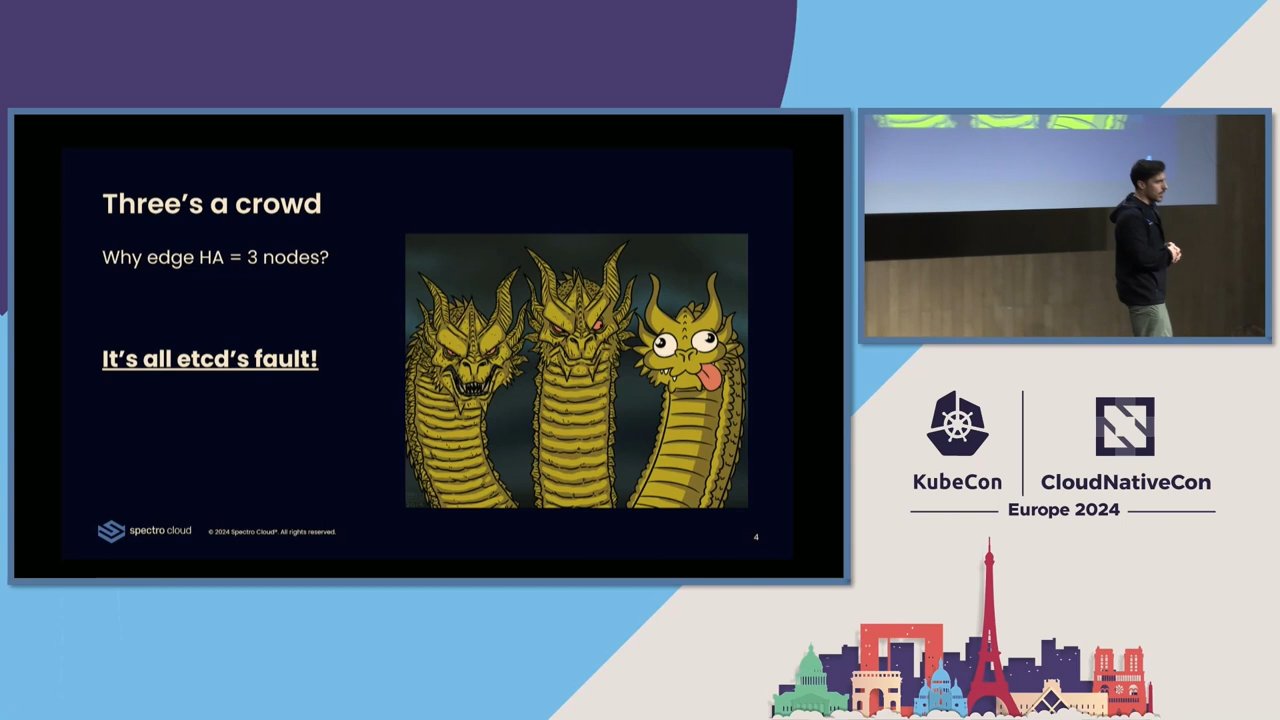 Three's a crowd
Why edge HA = 3 nodes?
It's all etcd's fault!
spectro cloud
© 2024 Spectro Cloud®. All rights reserved.
4
KubeCon
CloudNativeCon
Europe 2024